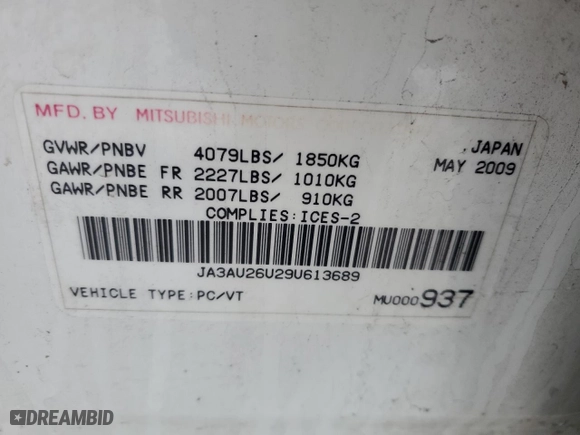 MFD. BY MITSUBISHI MOTORS
GVWR/PNBV 4079LBS/ 1850KG , JAPAN
GAWR/PNBE FR 2227LBS/ 1010KG MAY 2009
GAWR/PNBE RR 2007LBS/ 910KG
COMPLIES:ICES-2
JA3AU26U29U613689
VEHICLE TYPE:PC/VT MU000937
DREAMBID